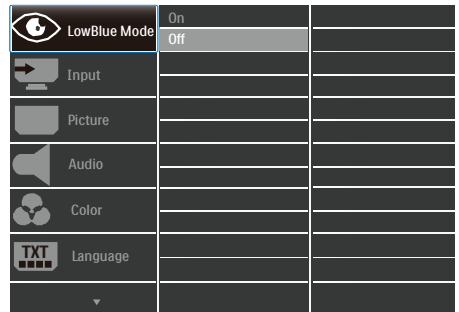 LowBlue Mode
On
Off
Input
Picture
Audio
Color
TXT
Language